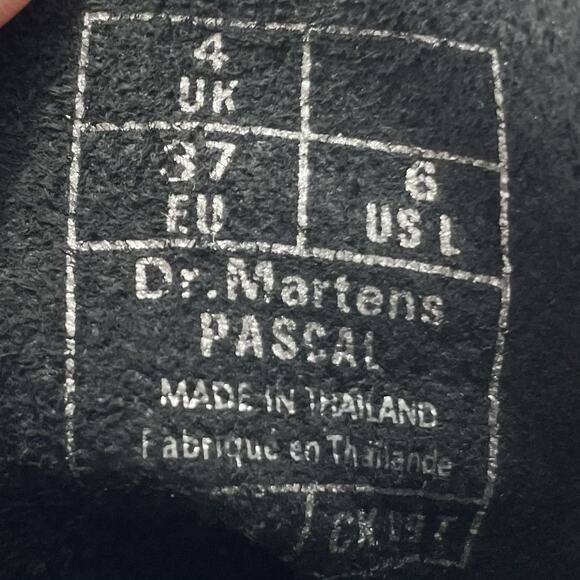 4
UK
37
EU
6
US L
Dr. Martens
PASCAL
MADE IN THAILAND
Fabriqué en Thaïlande